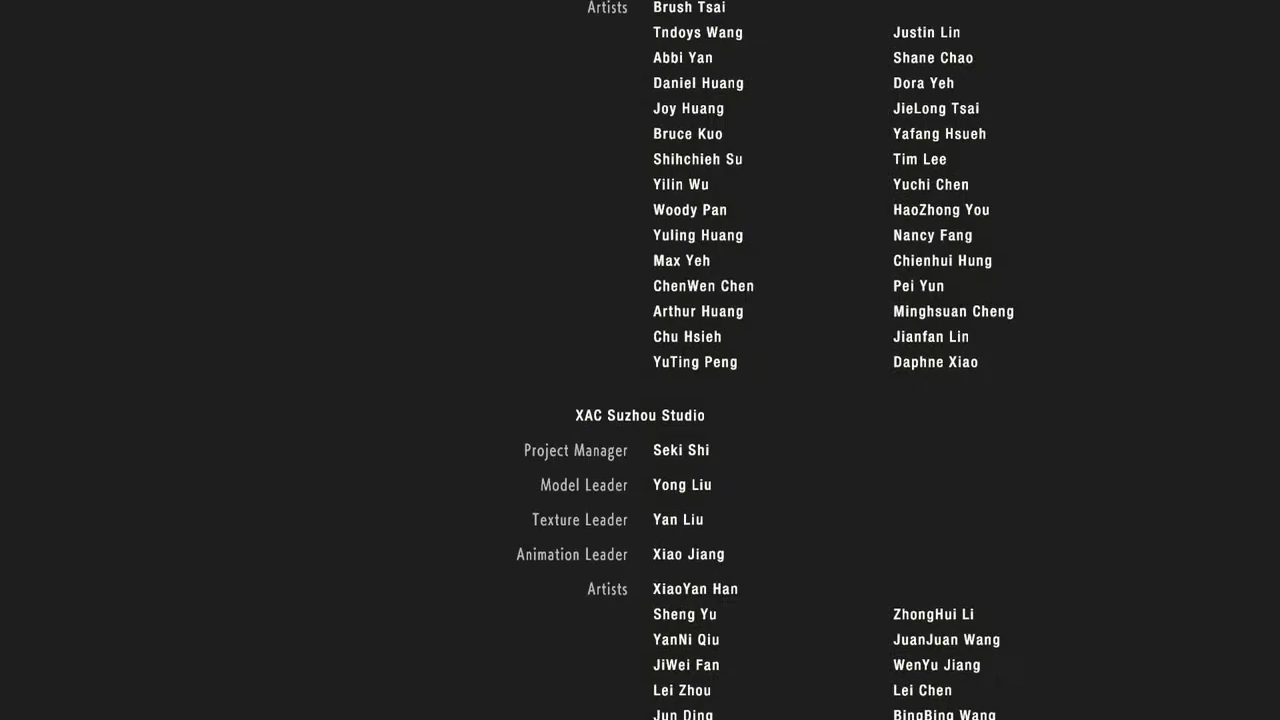 Artists Brush Tsai
Tndoys Wang Justin Lin
Abbi Yan Shane Chao
Daniel Huang Dora Yeh
Joy Huang JieLong Tsai
Bruce Kuo Yafang Hsueh
Shihchieh Su Tim Lee
Yilin Wu Yuchi Chen
Woody Pan HaoZhong You
Yuling Huang Nancy Fang
Max Yeh Chienhui Hung
ChenWen Chen Pei Yun
Arthur Huang Minghsuan Cheng
Chu Hsieh Jianfan Lin
YuTing Peng Daphne Xiao
XAC Suzhou Studio
Project Manager Seki Shi
Model Leader Yong Liu
Texture Leader Yan Liu
Animation Leader Xiao Jiang
Artists XiaoYan Han
Sheng Yu ZhongHui Li
YanNi Qiu JuanJuan Wang
JiWei Fan WenYu Jiang
Lei Zhou Lei Chen
Jun Ding BingBing Wang